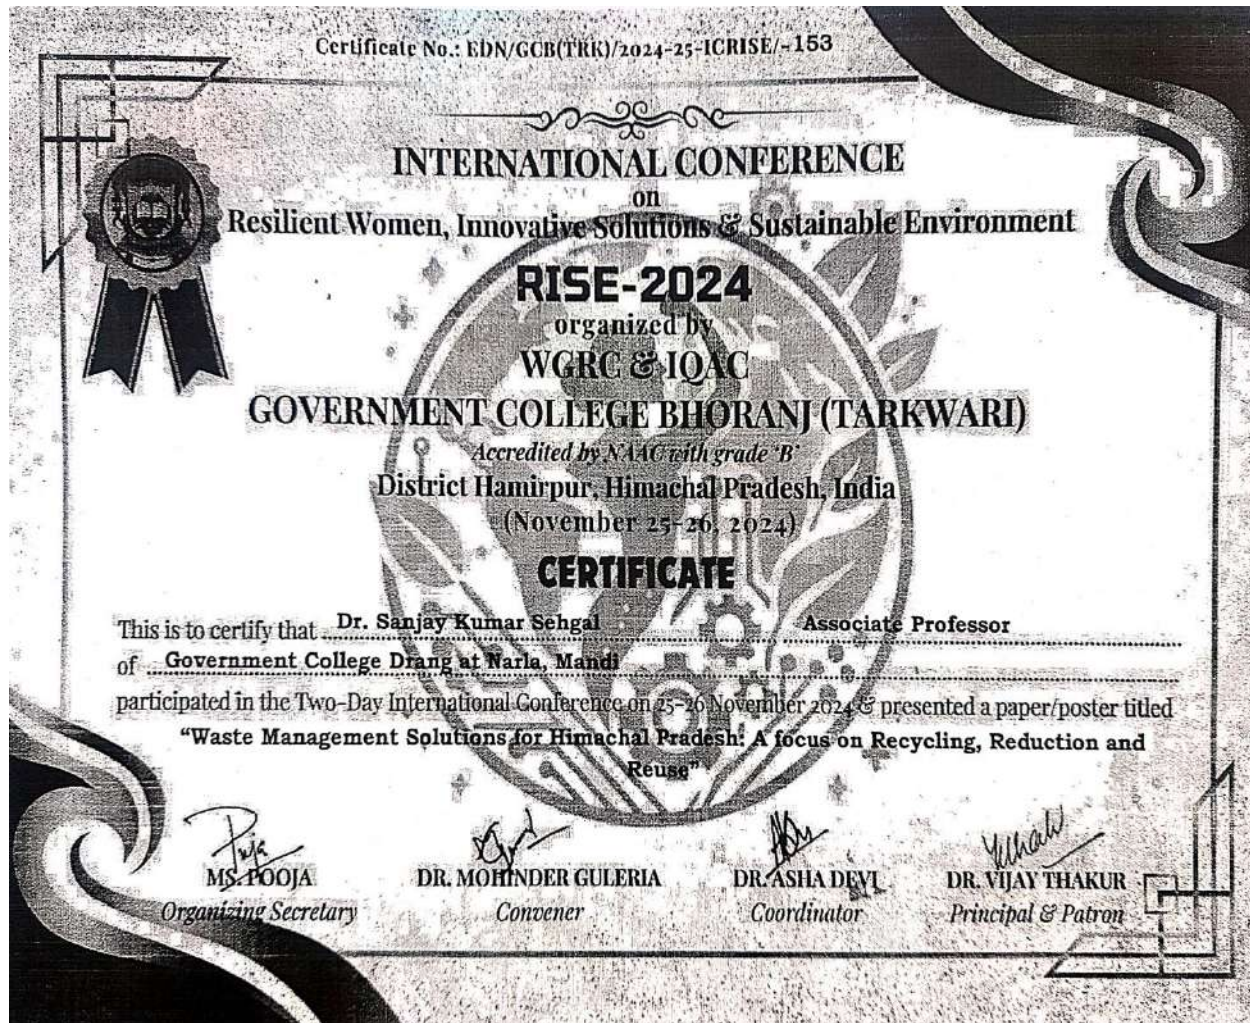 Certificate No.: EDN/GCB(TRK)/2024-25-ICRISE/-153
INTERNATIONAL CONFERENCE
on
Resilient Women, Innovative Solutions & Sustainable Environment
RISE-2024
organized by
WGRC & IQAC
GOVERNMENT COLLEGE BHORANJ (TARKWARI)
Accredited by NAAC with grade 'B'
District Hamirpur, Himachal Pradesh, India
(November 25-26, 2024)
CERTIFICATE
This is to certify that Dr. Sanjay Kumar Sehgal Associate Professor
of Government College Drang at Narla, Mandi
participated in the Two-Day International Conference on 25-26 November 2024 & presented a paper/poster titled
"Waste Management Solutions for Himachal Pradesh: A focus on Recycling, Reduction and
Reuse"
MS. POOJA DR. MOHINDER GULERIA DR. ASHA DEVI DR. VIJAY THAKUR
Organizing Secretary Convener Coordinator Principal & Patron